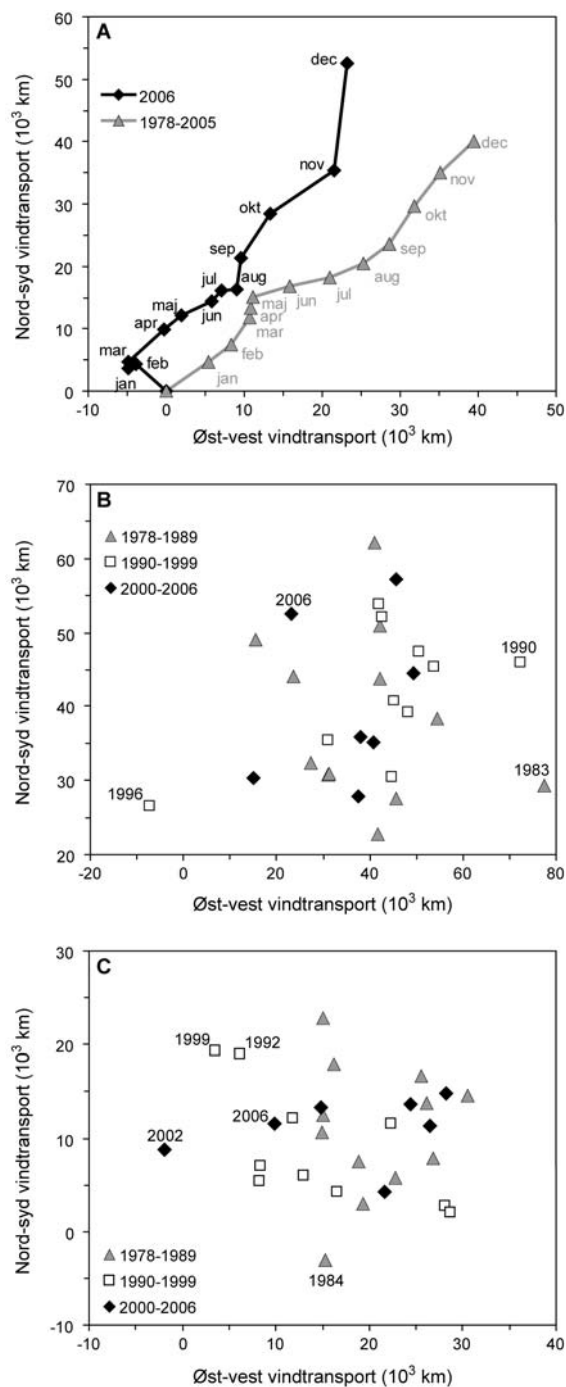 A
2006
1978-2005
60
50
40
30
20
10
0
-10
0
10
20
30
40
50
Nord-syd vindtransport (10³ km)
Øst-vest vindtransport (10³ km)
dec
nov
okt
sep
jul
aug
maj
jun
apr
mar
feb
jan
dec
nov
okt
sep
aug
jul
jun
maj
apr
mar
feb
jan
B
1978-1989
1990-1999
2000-2006
70
60
50
40
30
20
-20
0
20
40
60
80
Nord-syd vindtransport (10³ km)
Øst-vest vindtransport (10³ km)
2006
1990
1983
1996
C
30
20
10
0
-10
-10
0
10
20
30
40
Nord-syd vindtransport (10³ km)
1999
1992
2006
2002
1984
1978-1989
1990-1999
2000-2006
Øst-vest vindtransport (10³ km)